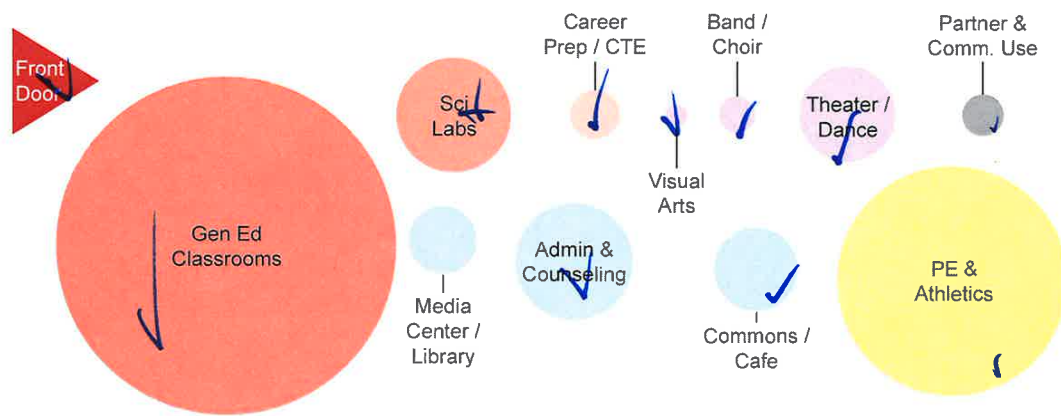 Front
Door
Career
Prep / CTE
Band /
Choir
Partner &
Comm. Use
Sci
Labs
Theater /
Dance
Visual
Arts
Gen Ed
Classrooms
Admin &
Counseling
PE &
Athletics
Media
Center /
Library
Commons /
Cafe